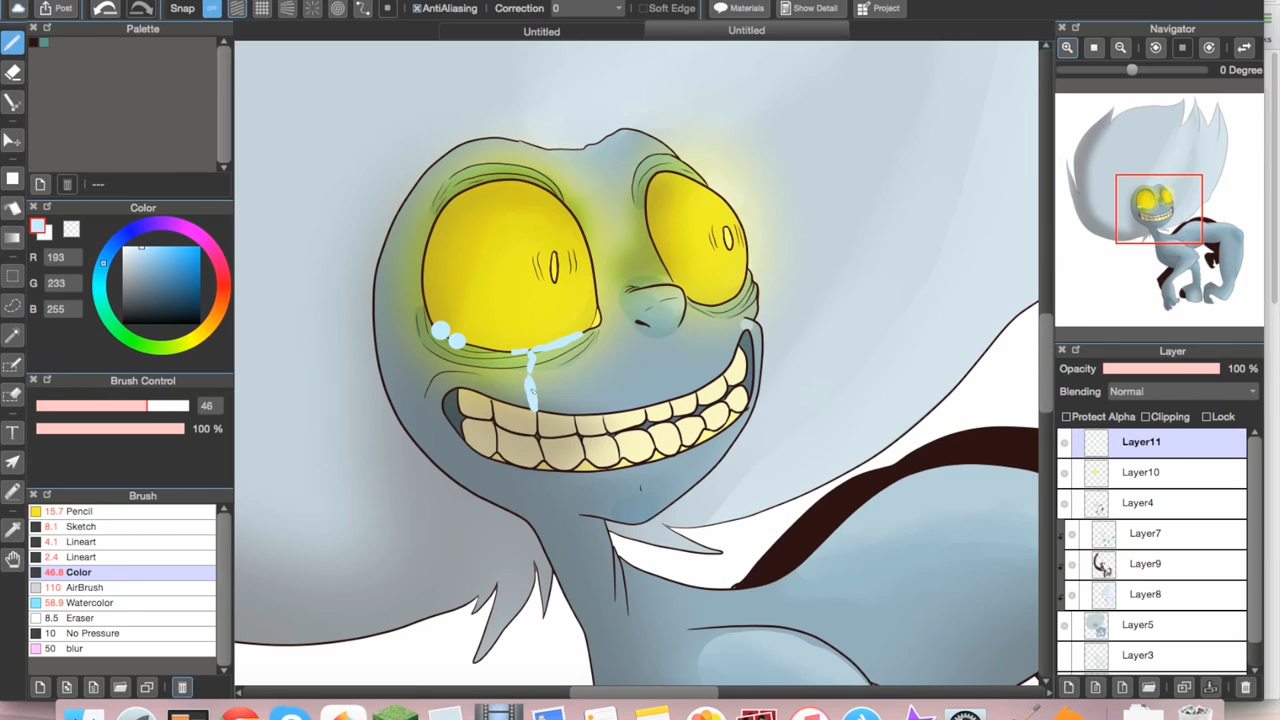 Post Snap AntiAliasing Correction 0 Soft Edge Materials Show Detail Project
Untitled Untitled
Palette
---
Color
R 193
G 233
B 255
Brush Control
46
100 %
Brush
15.7 Pencil
8.1 Sketch
4.1 Lineart
2.4 Lineart
46.8 Color
110 AirBrush
58.9 Watercolor
8.5 Eraser
10 No Pressure
50 blur
Navigator
0 Degree
Layer
Opacity 100 %
Blending Normal
Protect Alpha Clipping Lock
Layer11
Layer10
Layer4
Layer7
Layer9
Layer8
Layer5
Layer3